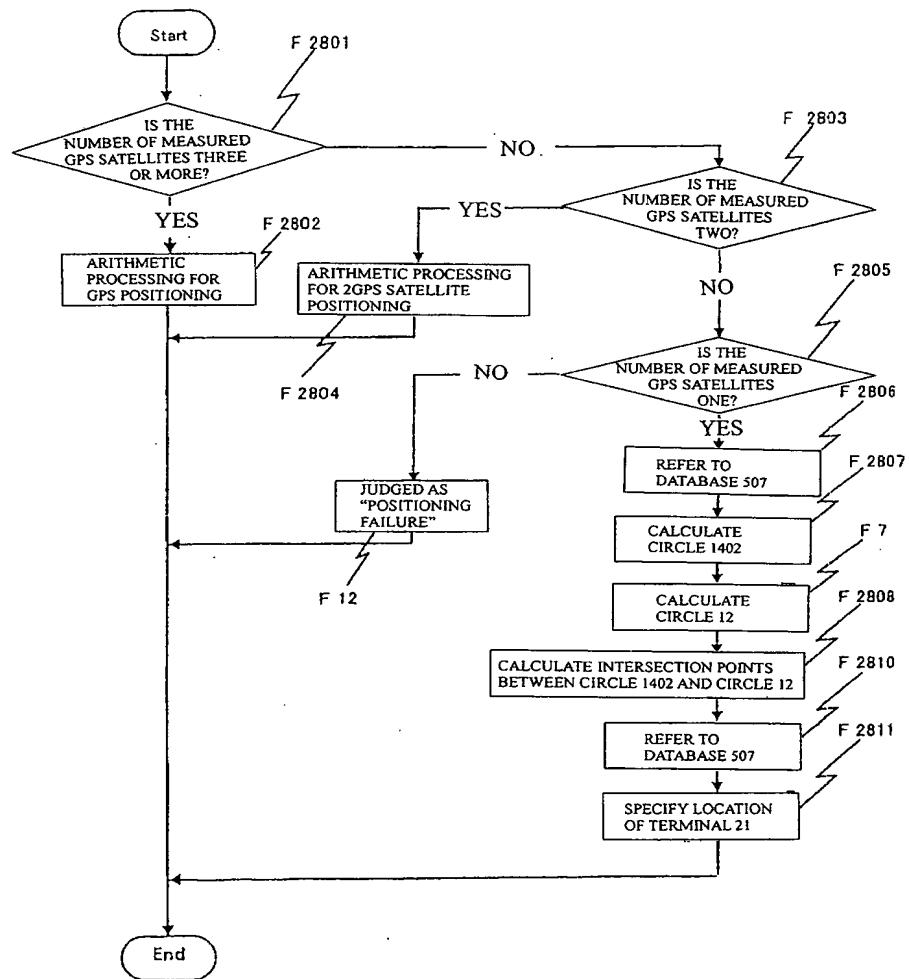 Start
F 2801
IS THE
NUMBER OF MEASURED
GPS SATELLITES THREE
OR MORE?
NO.
F 2803
IS THE
NUMBER OF MEASURED
GPS SATELLITES
TWO?
YES
YES
F 2802
ARITHMETIC
PROCESSING FOR
GPS POSITIONING
ARITHMETIC PROCESSING
FOR 2GPS SATELLITE
POSITIONING
F 2804
NO
F 2805
IS THE
NUMBER OF MEASURED
GPS SATELLITES
ONE?
NO
YES
F 2806
REFER TO
DATABASE 507
F 2807
JUDGED AS
"POSITIONING
FAILURE"
F 12
CALCULATE
CIRCLE 1402
F 7
CALCULATE
CIRCLE 12
F 2808
CALCULATE INTERSECTION POINTS
BETWEEN CIRCLE 1402 AND CIRCLE 12
F 2810
REFER TO
DATABASE 507
F 2811
SPECIFY LOCATION
OF TERMINAL 21
End